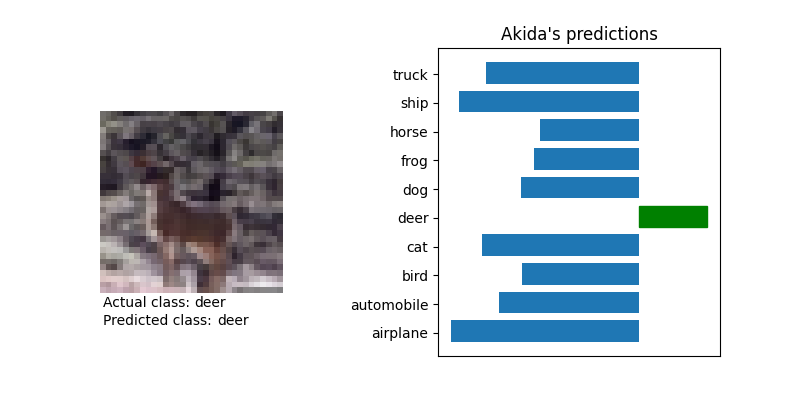 Akida's predictions
truck
ship
horse
frog
dog
deer
cat
bird
automobile
airplane
Actual class: deer
Predicted class: deer